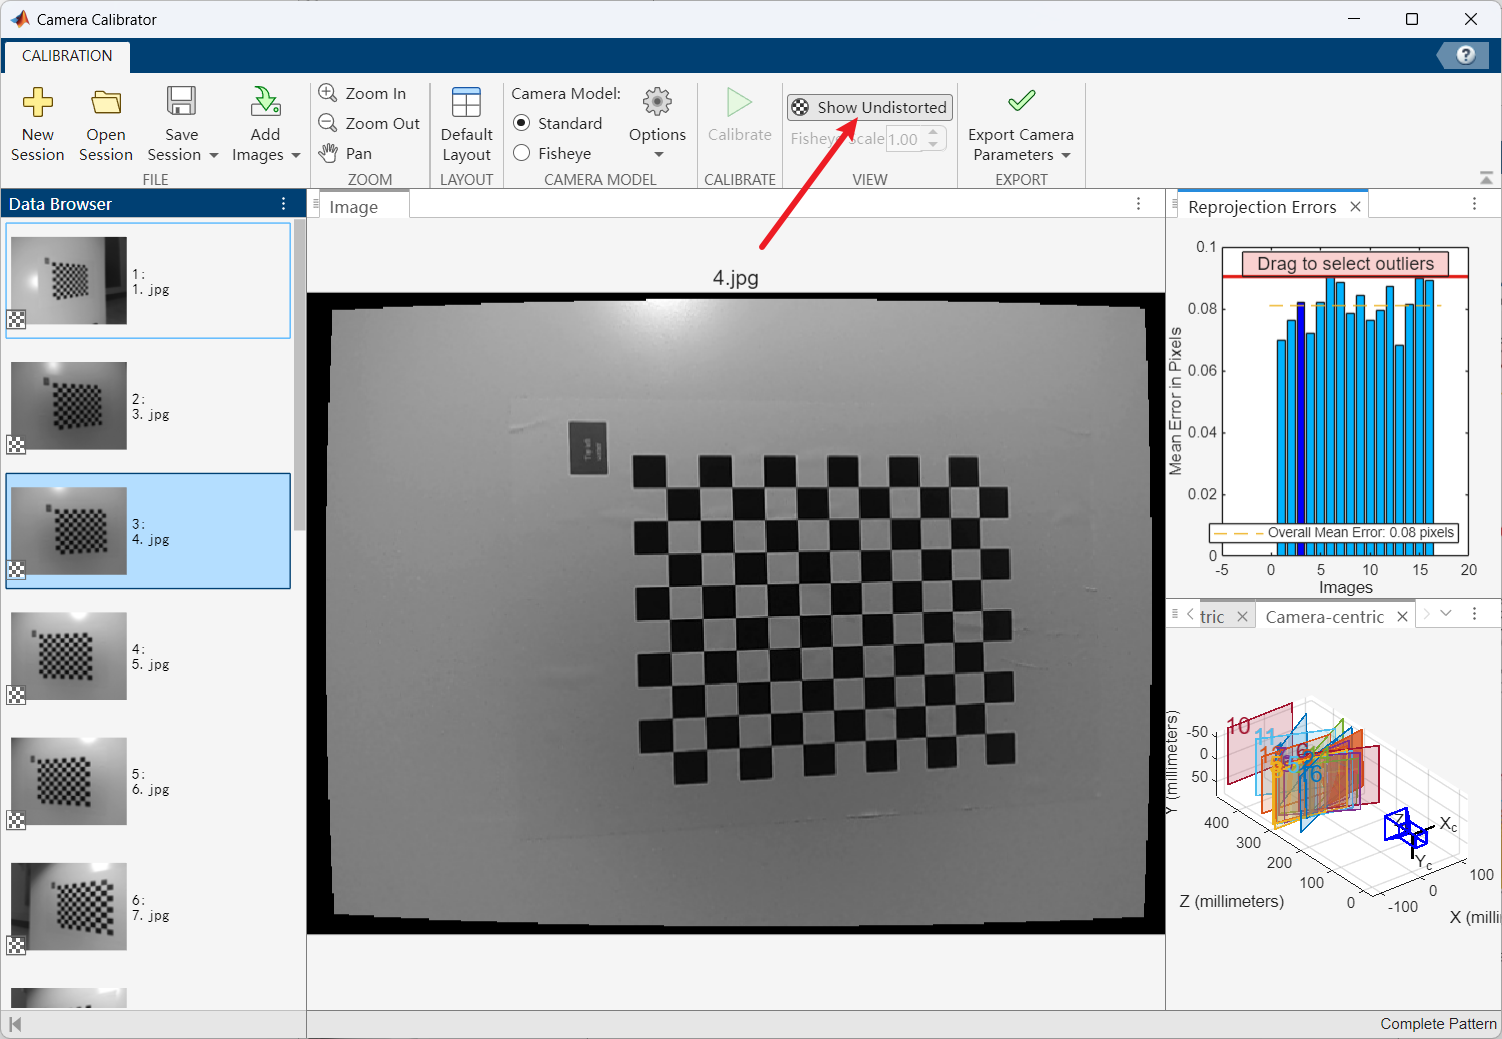 Camera Calibrator
CALIBRATION
New Session
Open Session
Save Session
Add Images
FILE
Zoom In
Zoom Out
Pan
ZOOM
Default Layout
LAYOUT
Camera Model:
Standard
Fisheye
Options
CAMERA MODEL
Calibrate
CALIBRATE
Show Undistorted
Fisheye Scale 1.00
VIEW
Export Camera Parameters
EXPORT
Data Browser
1:
1. jpg
2:
3. jpg
3:
4. jpg
4:
5. jpg
5:
6. jpg
6:
7. jpg
Image
4.jpg
Reprojection Errors
Drag to select outliers
Mean Error in Pixels
0.1
0.08
0.06
0.04
0.02
0
Overall Mean Error: 0.08 pixels
-5 0 5 10 15 20
Images
tric
Camera-centric
10
11
16
Y (millimeters)
-50
0
50
400
300
200
100
0
Z (millimeters)
Z
Xc
Yc
100
0
-100
X (milli
Complete Pattern